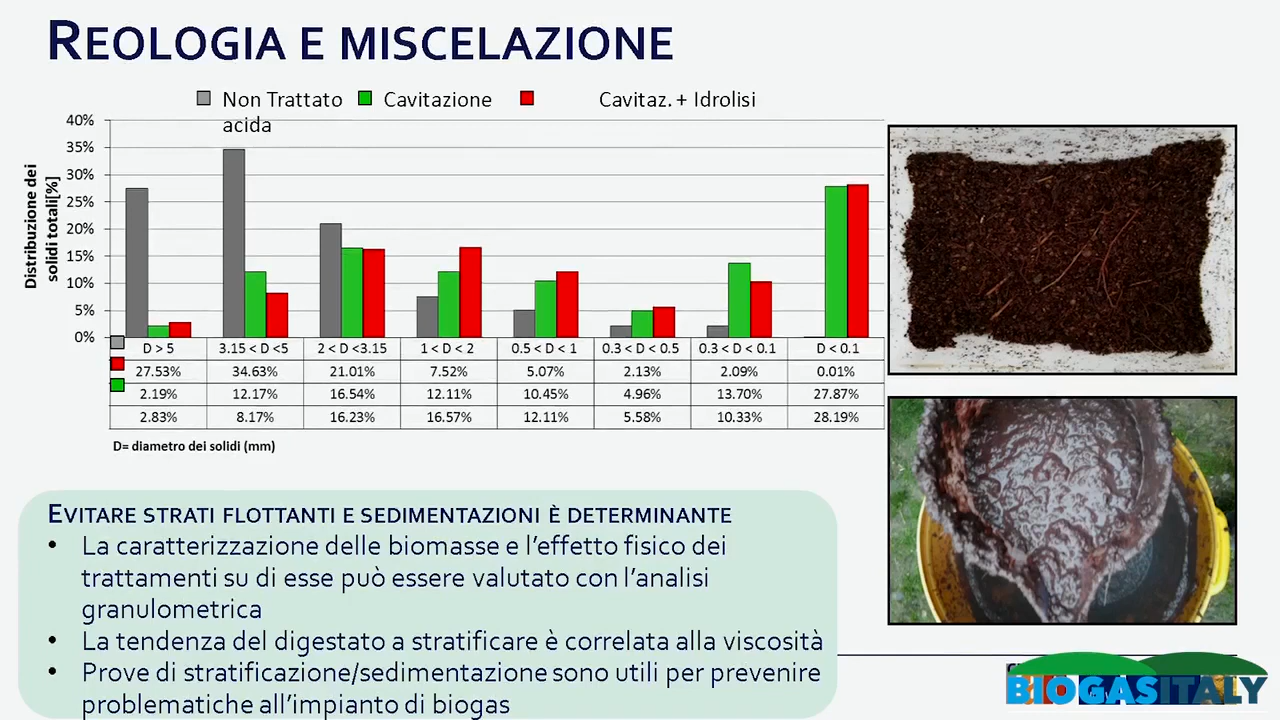 REOLOGIA E MISCELAZIONE
Non Trattato Cavitazione Cavitaz. + Idrolisi
acida
Distribuzione dei
solidi totali[%]
40%
35%
30%
25%
20%
15%
10%
5%
0%
D > 5 3.15 < D <5 2 < D <3.15 1 < D < 2 0.5 < D < 1 0.3 < D < 0.5 0.3 < D < 0.1 D < 0.1
27.53% 34.63% 21.01% 7.52% 5.07% 2.13% 2.09% 0.01%
2.19% 12.17% 16.54% 12.11% 10.45% 4.96% 13.70% 27.87%
2.83% 8.17% 16.23% 16.57% 12.11% 5.58% 10.33% 28.19%
D= diametro dei solidi (mm)
EVITARE STRATI FLOTTANTI E SEDIMENTAZIONI È DETERMINANTE
• La caratterizzazione delle biomasse e l'effetto fisico dei
trattamenti su di esse può essere valutato con l'analisi
granulometrica
• La tendenza del digestato a stratificare è correlata alla viscosità
• Prove di stratificazione/sedimentazione sono utili per prevenire
problematiche all'impianto di biogas
BIOGASITALY